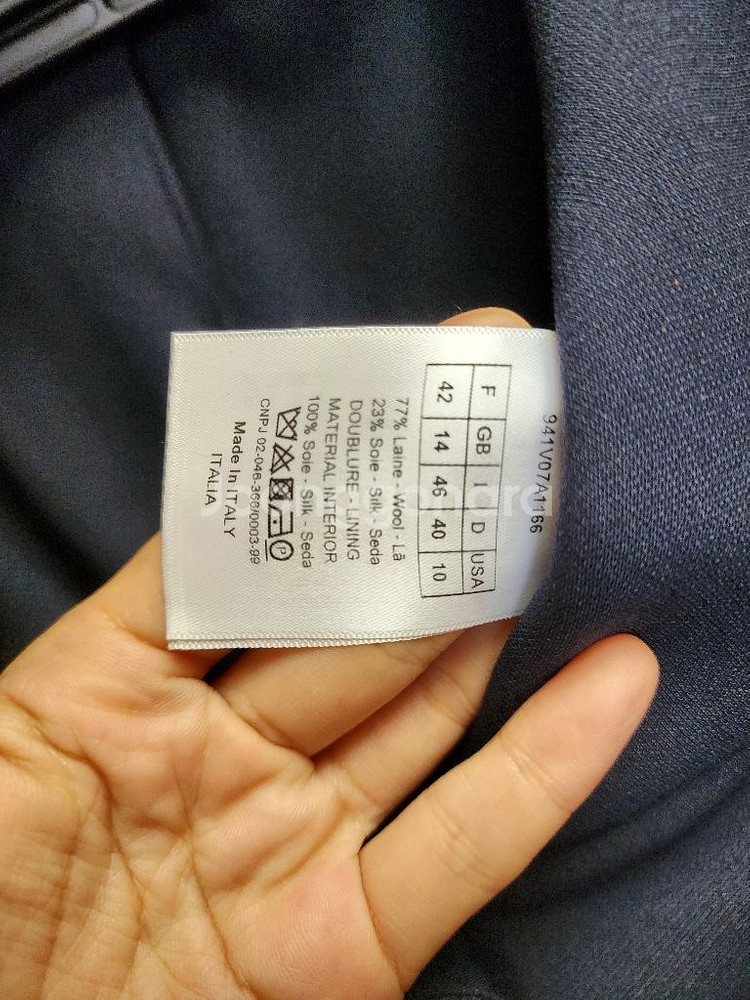 941V07A1166
F GB I D USA
42 14 46 40 10
77% Laine - Wool - Lã
23% Soie - Silk - Seda
DOUBLURE - LINING
MATERIAL INTERIOR
100% Soie - Silk - Seda
P
CNPJ 02-046-366/0003-99
Made In ITALY
ITALIA